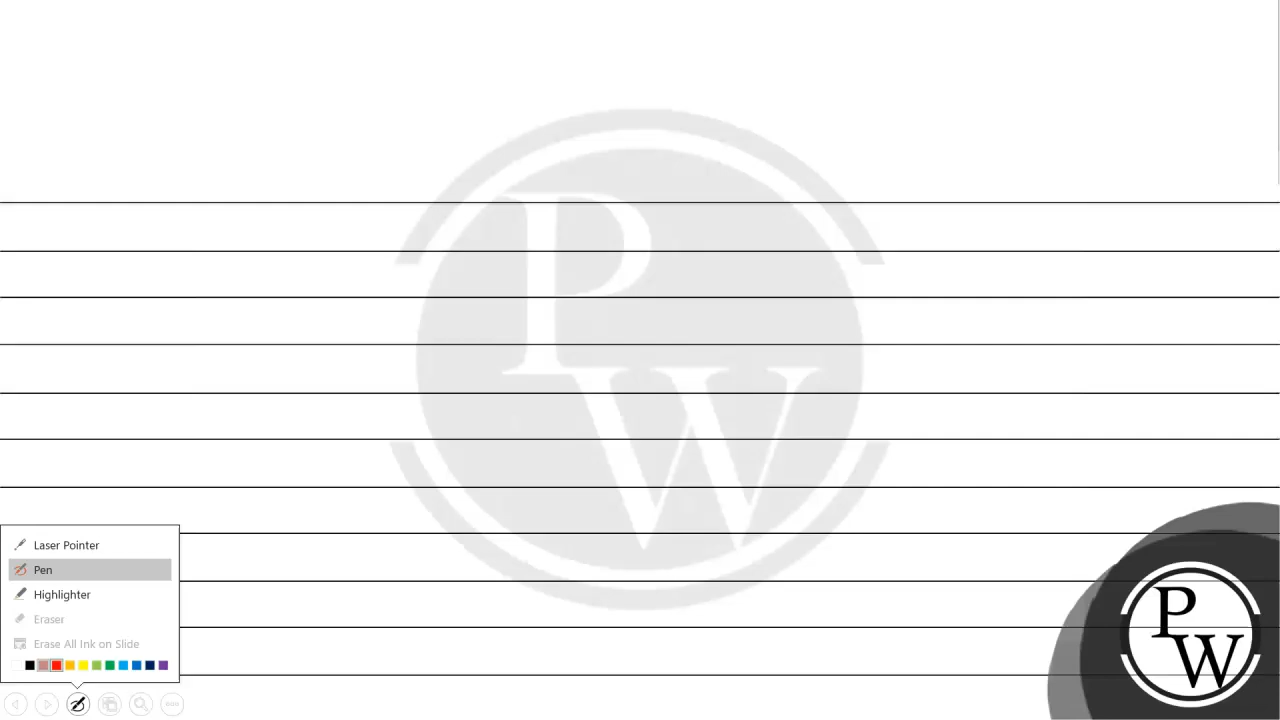 P
W
Laser Pointer
Pen
Highlighter
Eraser
Erase All Ink on Slide
P
W